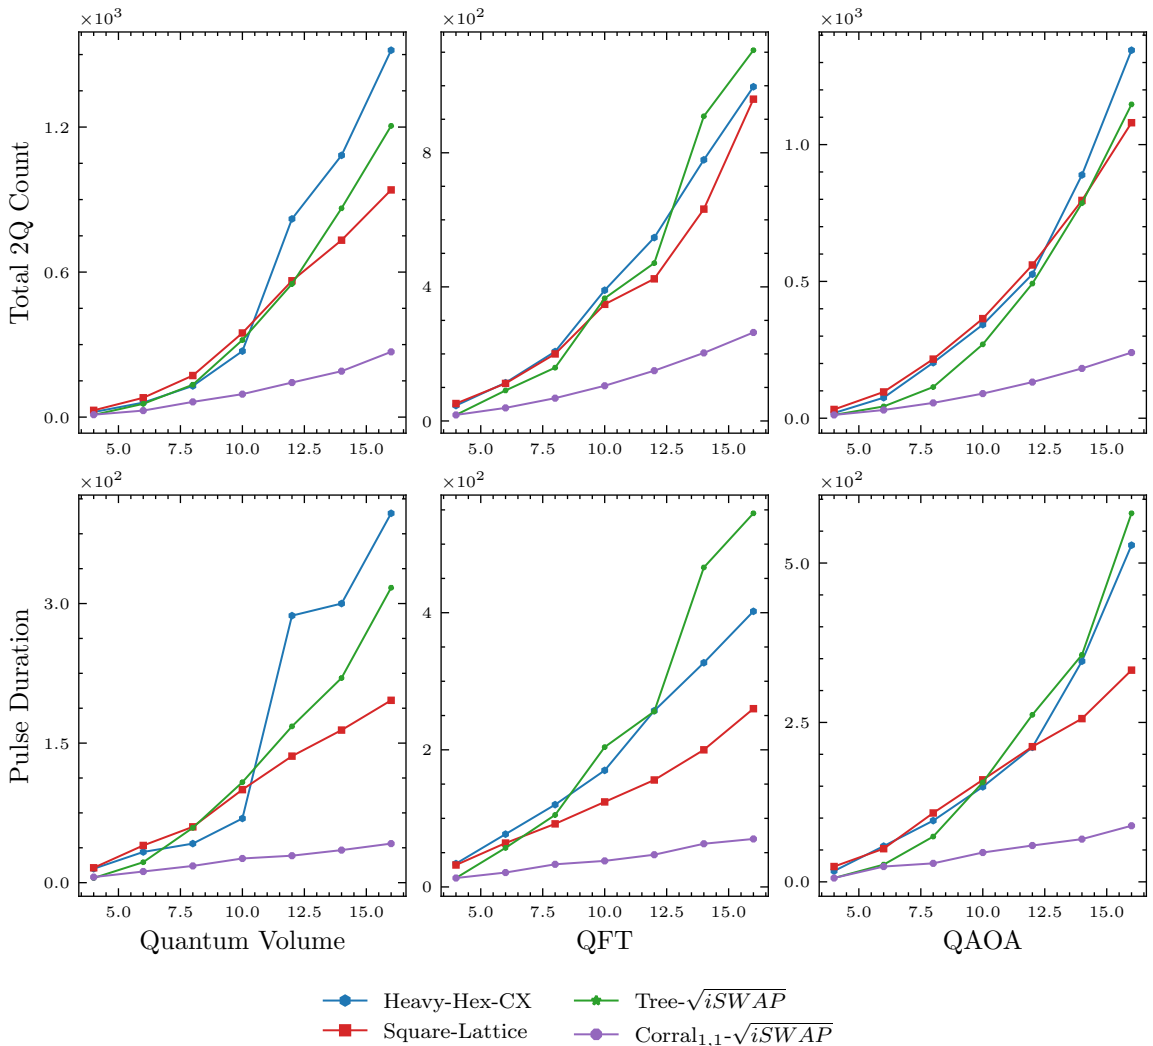 ×10³ ×10² ×10³
Total 2Q Count
1.2
0.6
0.0
8
4
0
1.0
0.5
0.0
5.0 7.5 10.0 12.5 15.0 5.0 7.5 10.0 12.5 15.0 5.0 7.5 10.0 12.5 15.0
×10² ×10² ×10²
Pulse Duration
3.0
1.5
0.0
4
2
0
5.0
2.5
0.0
5.0 7.5 10.0 12.5 15.0 5.0 7.5 10.0 12.5 15.0 5.0 7.5 10.0 12.5 15.0
Quantum Volume QFT QAOA
Heavy-Hex-CX Tree-√iSWAP
Square-Lattice Corral₁,₁-√iSWAP